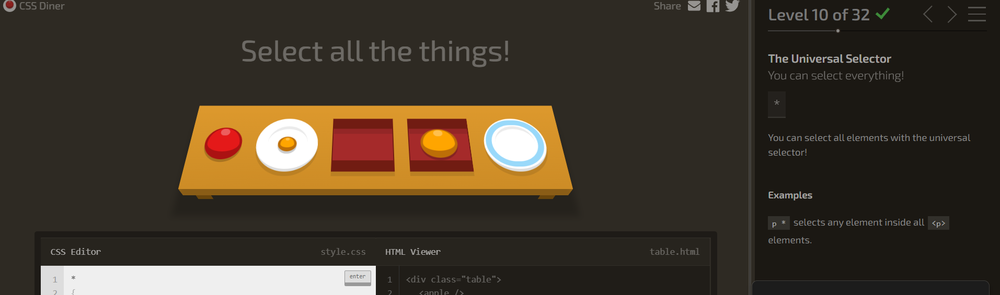 CSS Diner
Share
Select all the things!
CSS Editor
style.css
1
*
enter
2
{
HTML Viewer
table.html
1
<div class="table">
2
<apple />
Level 10 of 32
The Universal Selector
You can select everything!
*
You can select all elements with the universal
selector!
Examples
p * selects any element inside all <p>
elements.